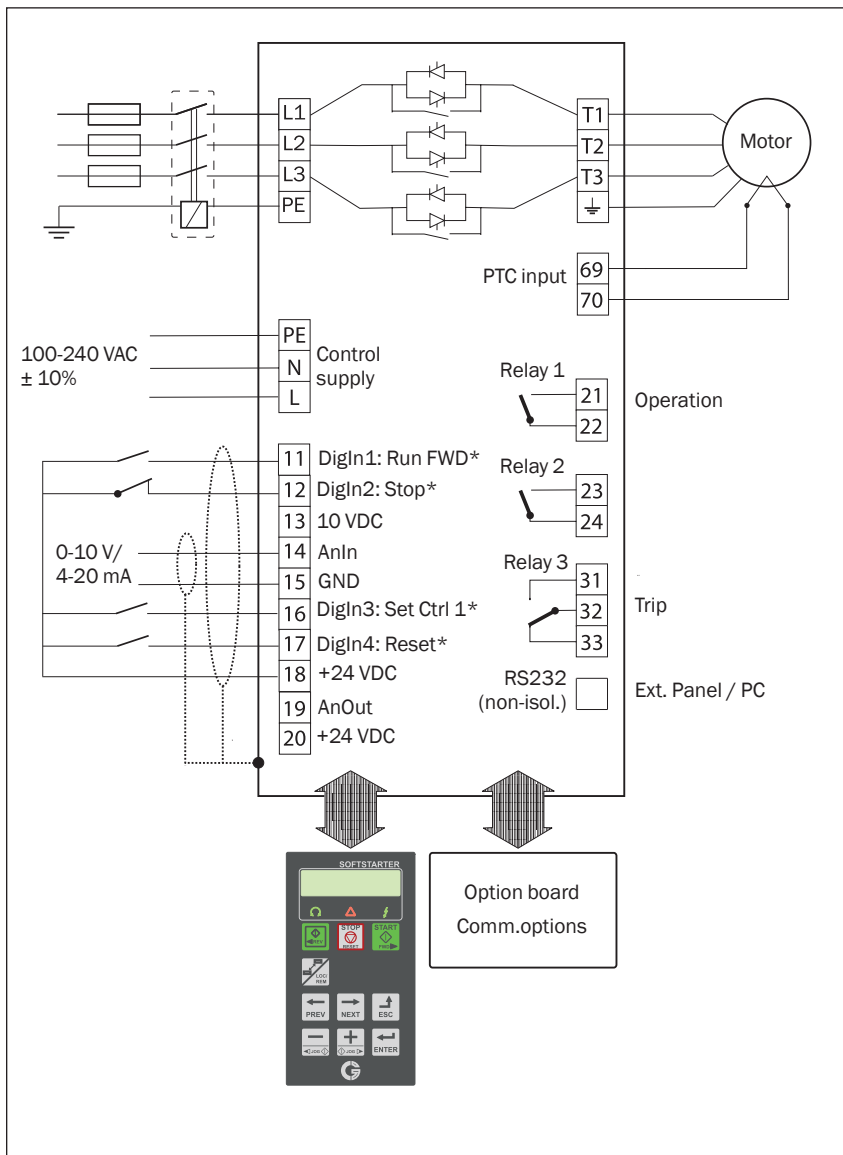 L1
L2
L3
PE
T1
T2
T3
Motor
PTC input
69
70
100-240 VAC
± 10%
PE
N
L
Control
supply
Relay 1
21
22
Operation
11 DigIn1: Run FWD*
12 DigIn2: Stop*
13 10 VDC
0-10 V/
4-20 mA
14 AnIn
15 GND
16 DigIn3: Set Ctrl 1*
17 DigIn4: Reset*
18 +24 VDC
19 AnOut
20 +24 VDC
Relay 2
23
24
Relay 3
31
32
33
Trip
RS232
(non-isol.)
Ext. Panel / PC
SOFTSTARTER
REV
STOP
RESET
START
FWD
LOC/
REM
PREV
NEXT
ESC
JOG
JOG
ENTER
Option board
Comm.options